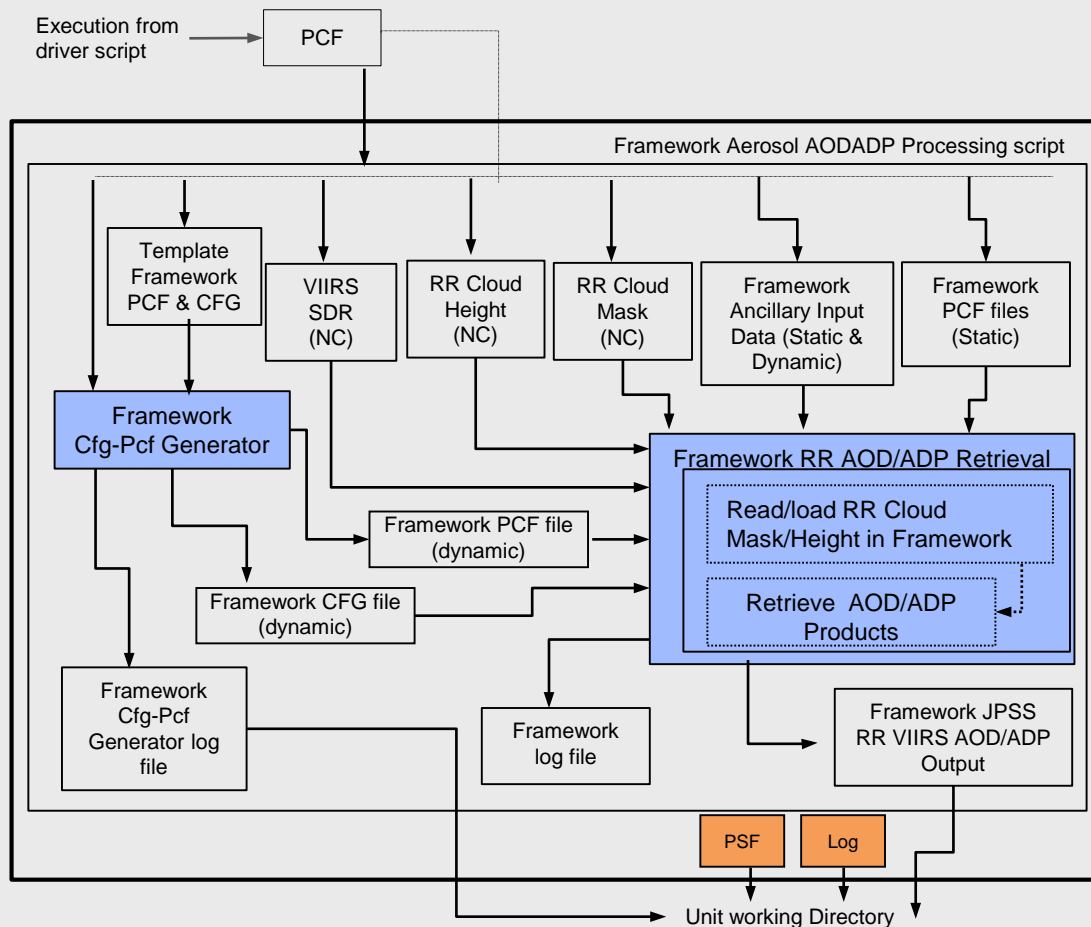 Execution from
driver script
PCF
Framework Aerosol AODADP Processing script
Template
Framework
PCF & CFG
VIIRS
SDR
(NC)
RR Cloud
Height
(NC)
RR Cloud
Mask
(NC)
Framework
Ancillary Input
Data (Static &
Dynamic)
Framework
PCF files
(Static)
Framework
Cfg-Pcf Generator
Framework RR AOD/ADP Retrieval
Read/load RR Cloud
Mask/Height in Framework
Retrieve AOD/ADP
Products
Framework PCF file
(dynamic)
Framework CFG file
(dynamic)
Framework
Cfg-Pcf
Generator log
file
Framework
log file
Framework JPSS
RR VIIRS AOD/ADP
Output
PSF
Log
Unit working Directory